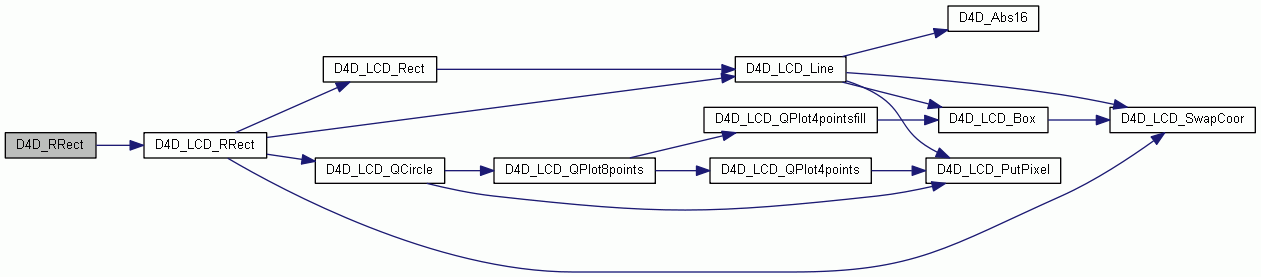 D4D_Abs16
D4D_LCD_Rect
D4D_LCD_Line
D4D_LCD_QPlot4pointsfill
D4D_LCD_Box
D4D_LCD_SwapCoor
D4D_RRect
D4D_LCD_RRect
D4D_LCD_QCircle
D4D_LCD_QPlot8points
D4D_LCD_QPlot4points
D4D_LCD_PutPixel